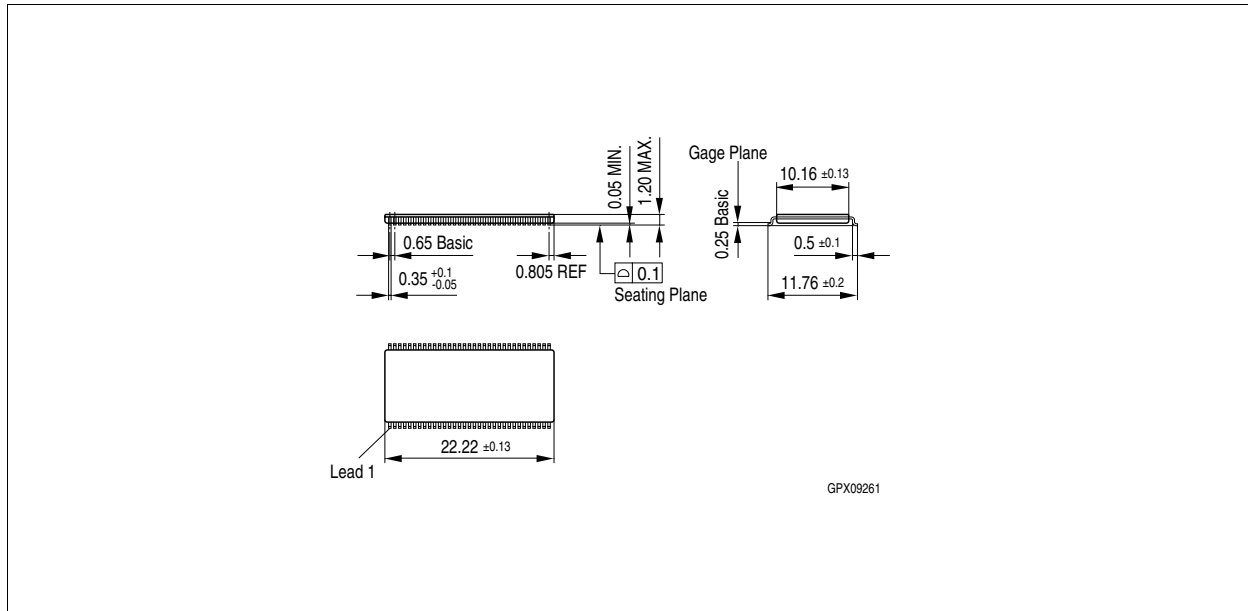 0.05 MIN.
1.20 MAX.
Gage Plane
10.16 ±0.13
0.25 Basic
0.65 Basic
0.805 REF
0.5 ±0.1
0.35 +0.1 -0.05
0.1
Seating Plane
11.76 ±0.2
22.22 ±0.13
Lead 1
GPX09261